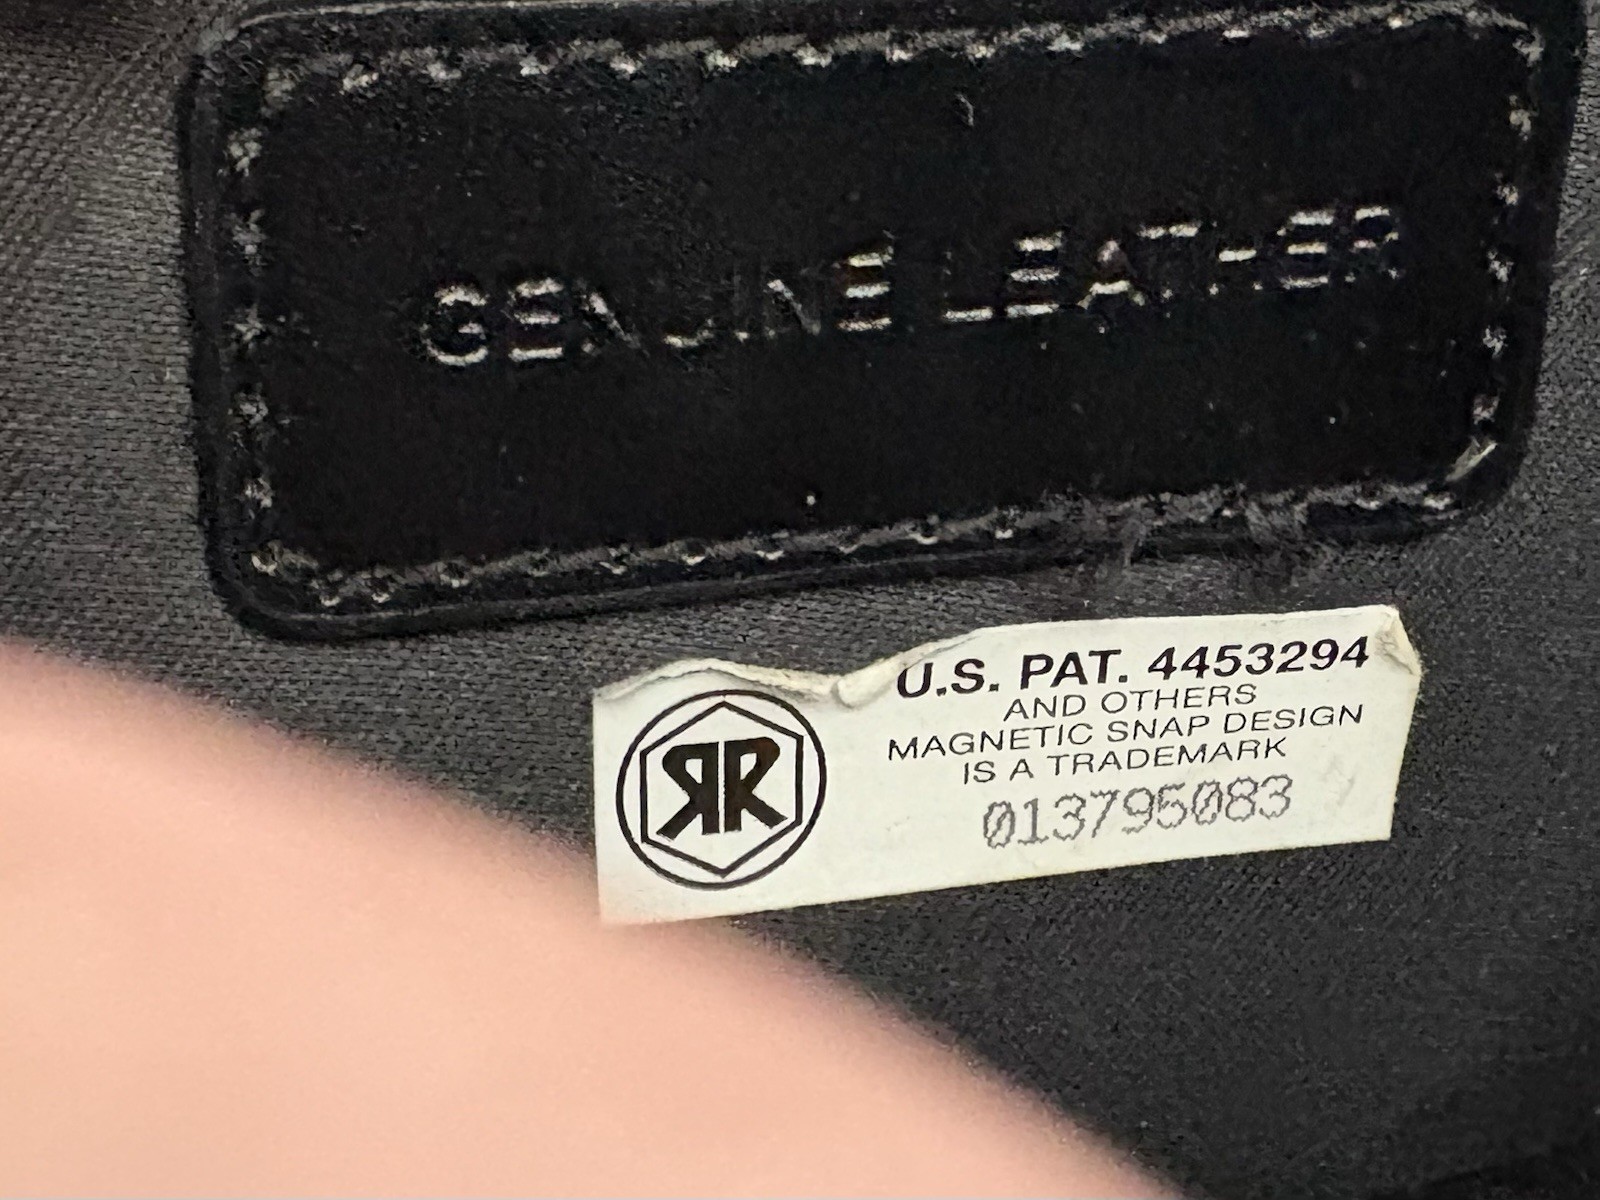 GENUINE LEATHER
U.S. PAT. 4453294
AND OTHERS
MAGNETIC SNAP DESIGN
IS A TRADEMARK
013795083
RR